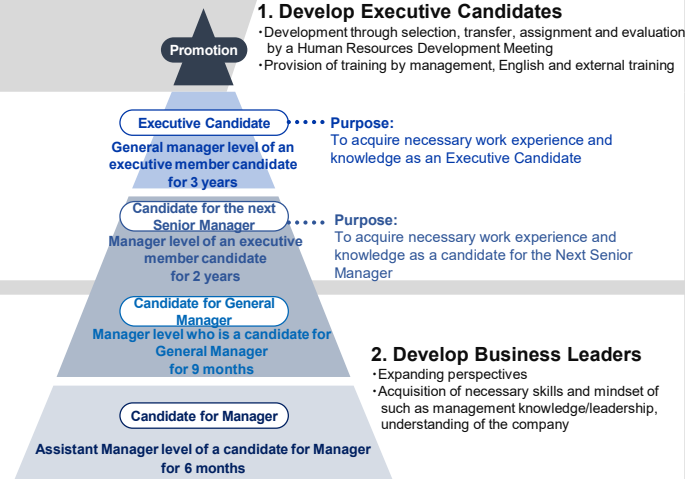 1. Develop Executive Candidates
・Development through selection, transfer, assignment and evaluation
by a Human Resources Development Meeting
・Provision of training by management, English and external training
Promotion
Executive Candidate
General manager level of an
executive member candidate
for 3 years
Purpose:
To acquire necessary work experience and
knowledge as an Executive Candidate
Candidate for the next
Senior Manager
Manager level of an executive
member candidate
for 2 years
Purpose:
To acquire necessary work experience and
knowledge as a candidate for the Next Senior
Manager
Candidate for General
Manager
Manager level who is a candidate for
General Manager
for 9 months
2. Develop Business Leaders
・Expanding perspectives
・Acquisition of necessary skills and mindset of
such as management knowledge/leadership,
understanding of the company
Candidate for Manager
Assistant Manager level of a candidate for Manager
for 6 months